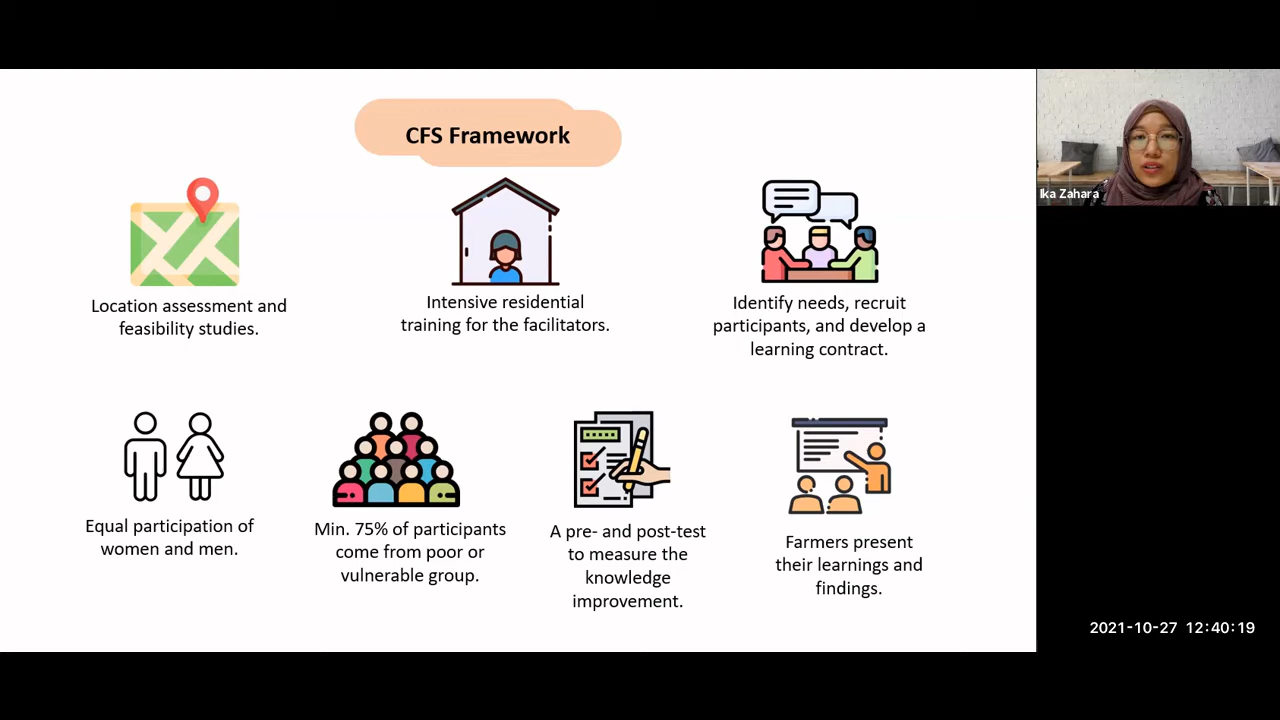 CFS Framework
Location assessment and
feasibility studies.
Intensive residential
training for the facilitators.
Identify needs, recruit
participants, and develop a
learning contract.
Equal participation of
women and men.
Min. 75% of participants
come from poor or
vulnerable group.
A pre- and post-test
to measure the
knowledge
improvement.
Farmers present
their learnings and
findings.
Ika Zahara
2021-10-27 12:40:19